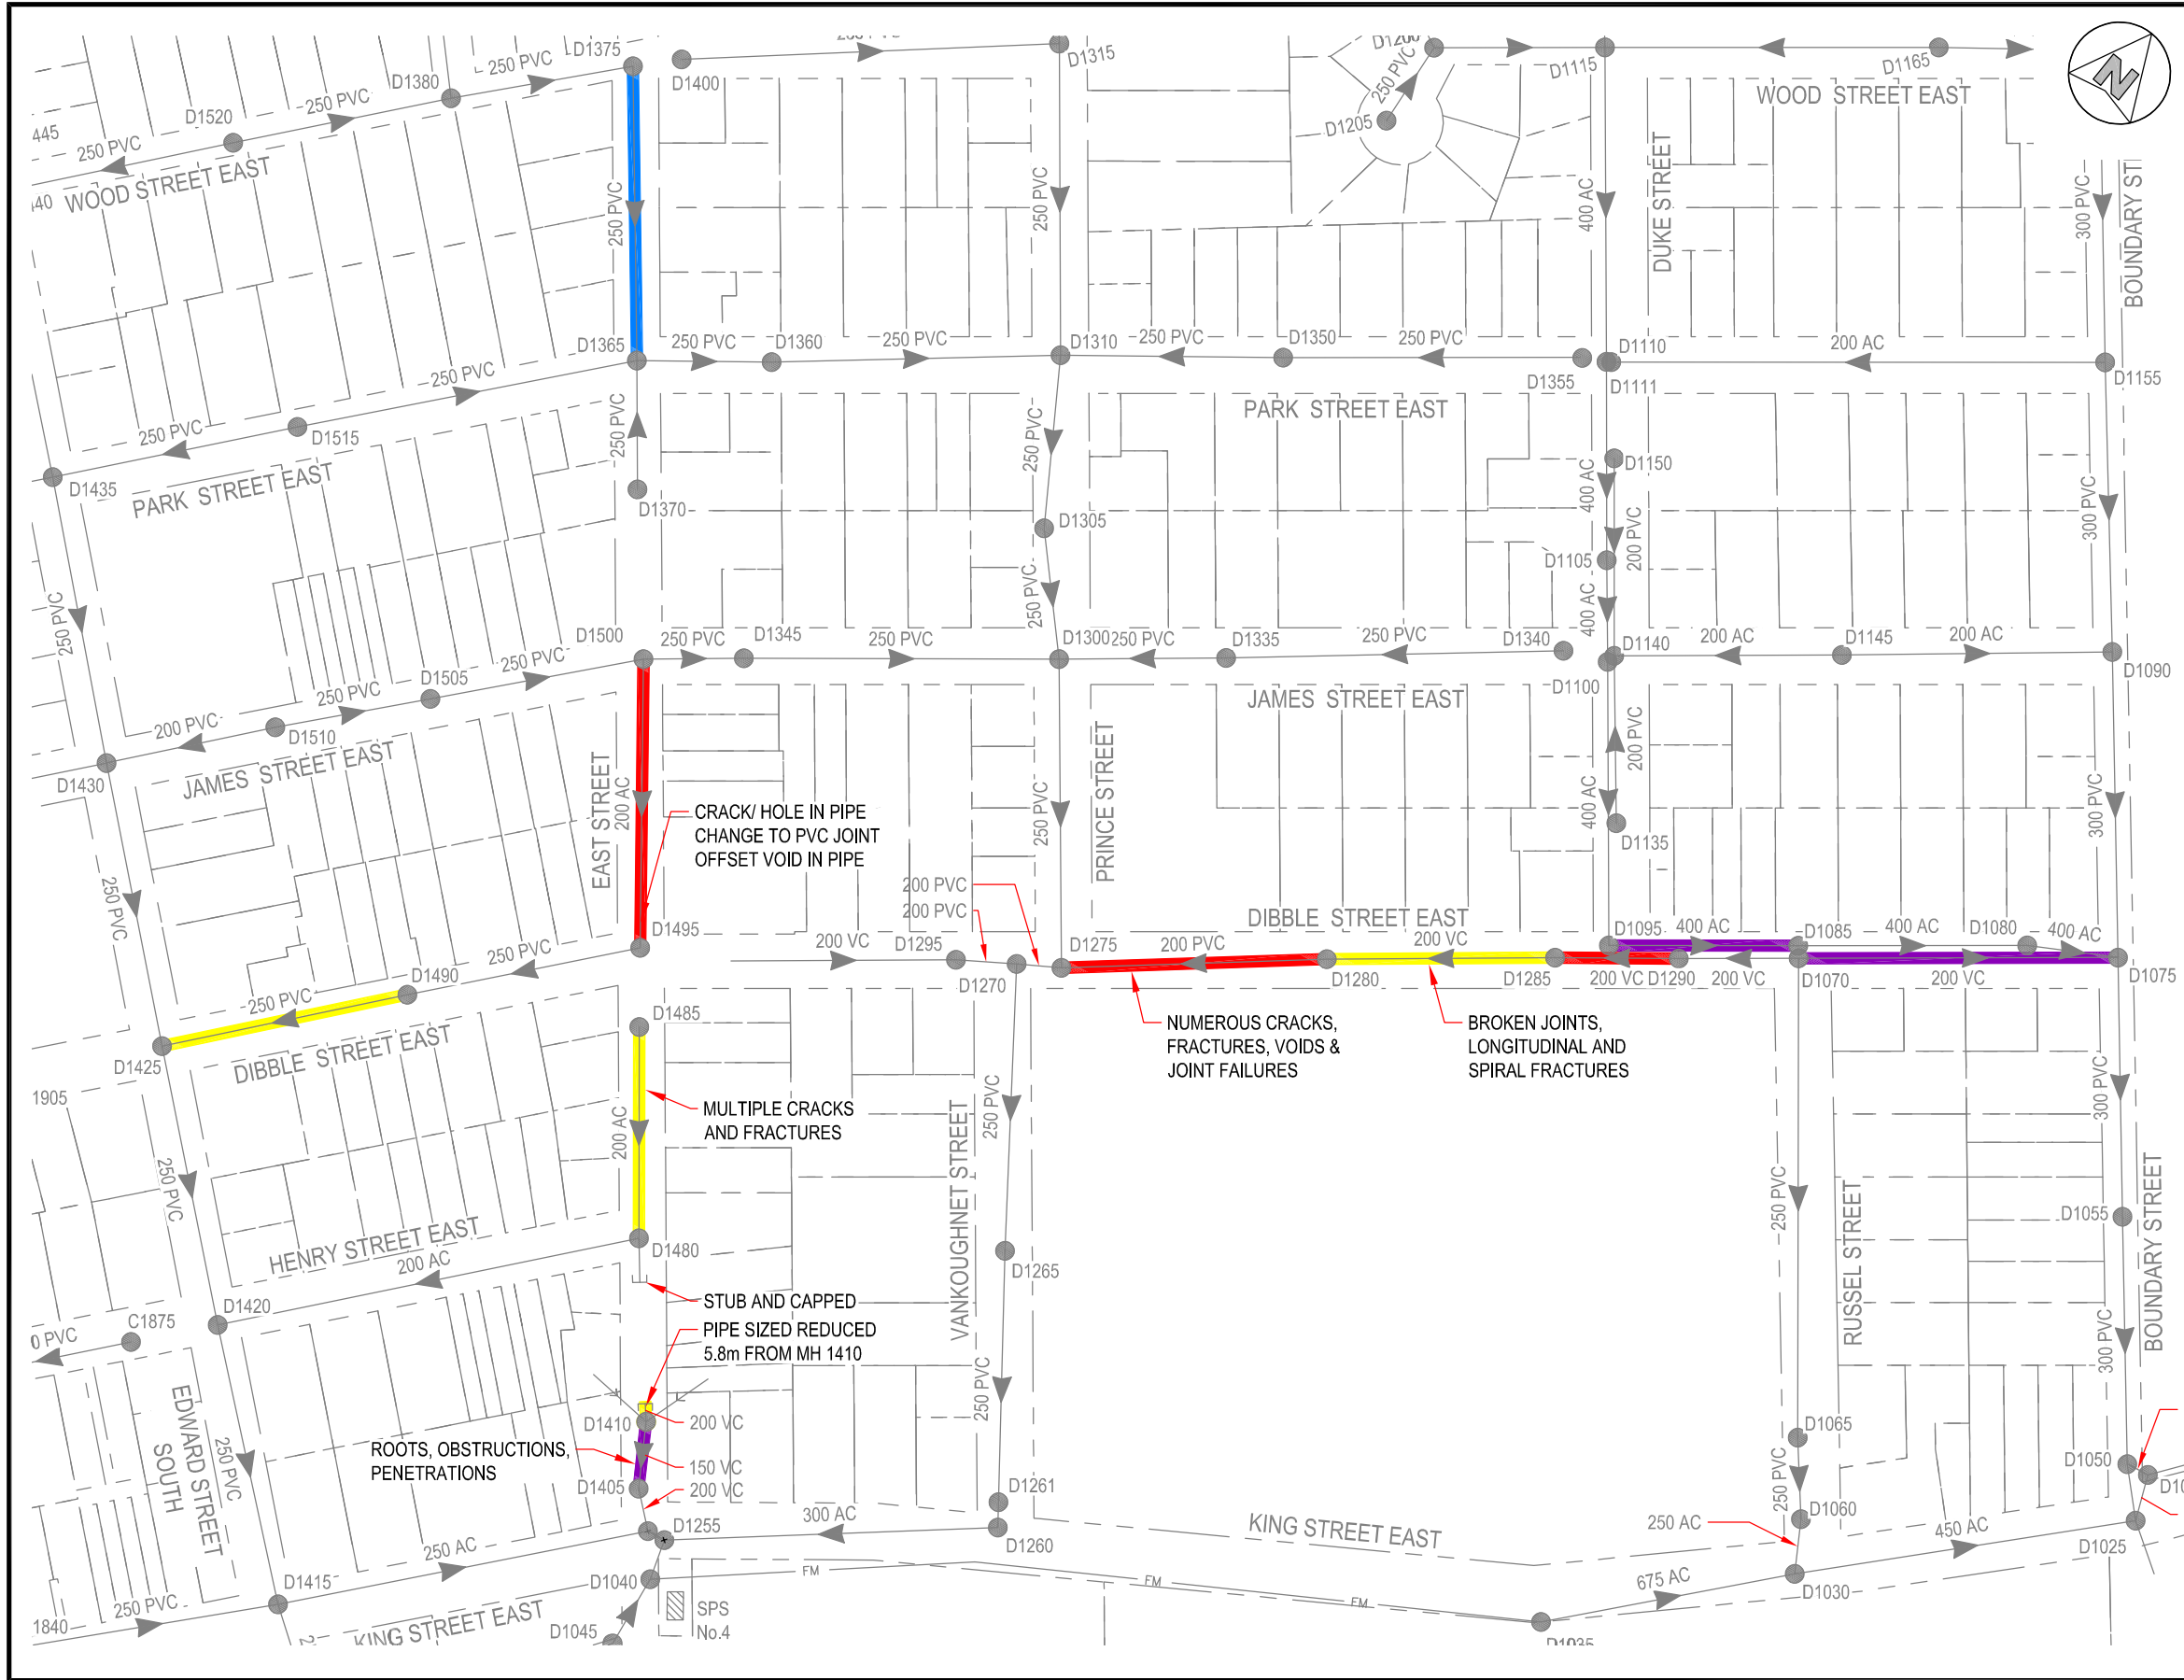 250 PVC
D1375
D1400
D1315
D1200
D1115
D1165
250 PVC
D1380
250 PVC
D1520
445
250 PVC
WOOD STREET EAST
250 PVC
D1205
WOOD STREET EAST
DUKE STREET
N
BOUNDARY ST
250 PVC
250 PVC
400 AC
300 PVC
D1365
250 PVC
D1360
250 PVC
D1310
250 PVC
D1350
250 PVC
D1355
D1110
D1111
200 AC
D1155
250 PVC
250 PVC
D1515
D1435
PARK STREET EAST
250 PVC
D1370
250 PVC
D1305
PARK STREET EAST
400 AC
D1150
200 PVC
D1105
300 PVC
250 PVC
250 PVC
400 AC
D1500
250 PVC
D1345
250 PVC
D1300
250 PVC
D1335
250 PVC
D1340
D1140
200 AC
D1145
200 AC
D1090
250 PVC
D1505
250 PVC
200 PVC
D1510
D1430
JAMES STREET EAST
JAMES STREET EAST
D1100
200 PVC
EAST STREET
200 AC
CRACK/ HOLE IN PIPE
CHANGE TO PVC JOINT
OFFSET VOID IN PIPE
250 PVC
PRINCE STREET
400 AC
D1135
300 PVC
250 PVC
200 PVC
200 PVC
DIBBLE STREET EAST
D1495
200 VC
D1295
D1275
200 PVC
200 VC
D1095
400 AC
D1085
400 AC
D1080
400 AC
250 PVC
D1490
250 PVC
D1270
D1280
D1285
200 VC
D1290
200 VC
D1070
200 VC
D1075
D1425
DIBBLE STREET EAST
D1485
NUMEROUS CRACKS,
FRACTURES, VOIDS &
JOINT FAILURES
BROKEN JOINTS,
LONGITUDINAL AND
SPIRAL FRACTURES
1905
200 AC
MULTIPLE CRACKS
AND FRACTURES
250 PVC
VANKOUGHNET STREET
300 PVC
250 PVC
HENRY STREET EAST
200 AC
D1480
D1265
250 PVC
RUSSEL STREET
D1055
BOUNDARY STREET
STUB AND CAPPED
D1420
C1875
PIPE SIZED REDUCED
5.8m FROM MH 1410
300 PVC
EDWARD STREET
SOUTH
250 PVC
250 PVC
D1410
200 VC
ROOTS, OBSTRUCTIONS,
PENETRATIONS
150 VC
D1405
200 VC
D1065
D1050
250 PVC
D1261
D1255
300 AC
D1260
KING STREET EAST
250 AC
D1060
450 AC
D1025
250 AC
D1415
D1040
FM
FM
FM
675 AC
D1030
1840
250 PVC
KING STREET EAST
D1045
SPS
No.4
D1035